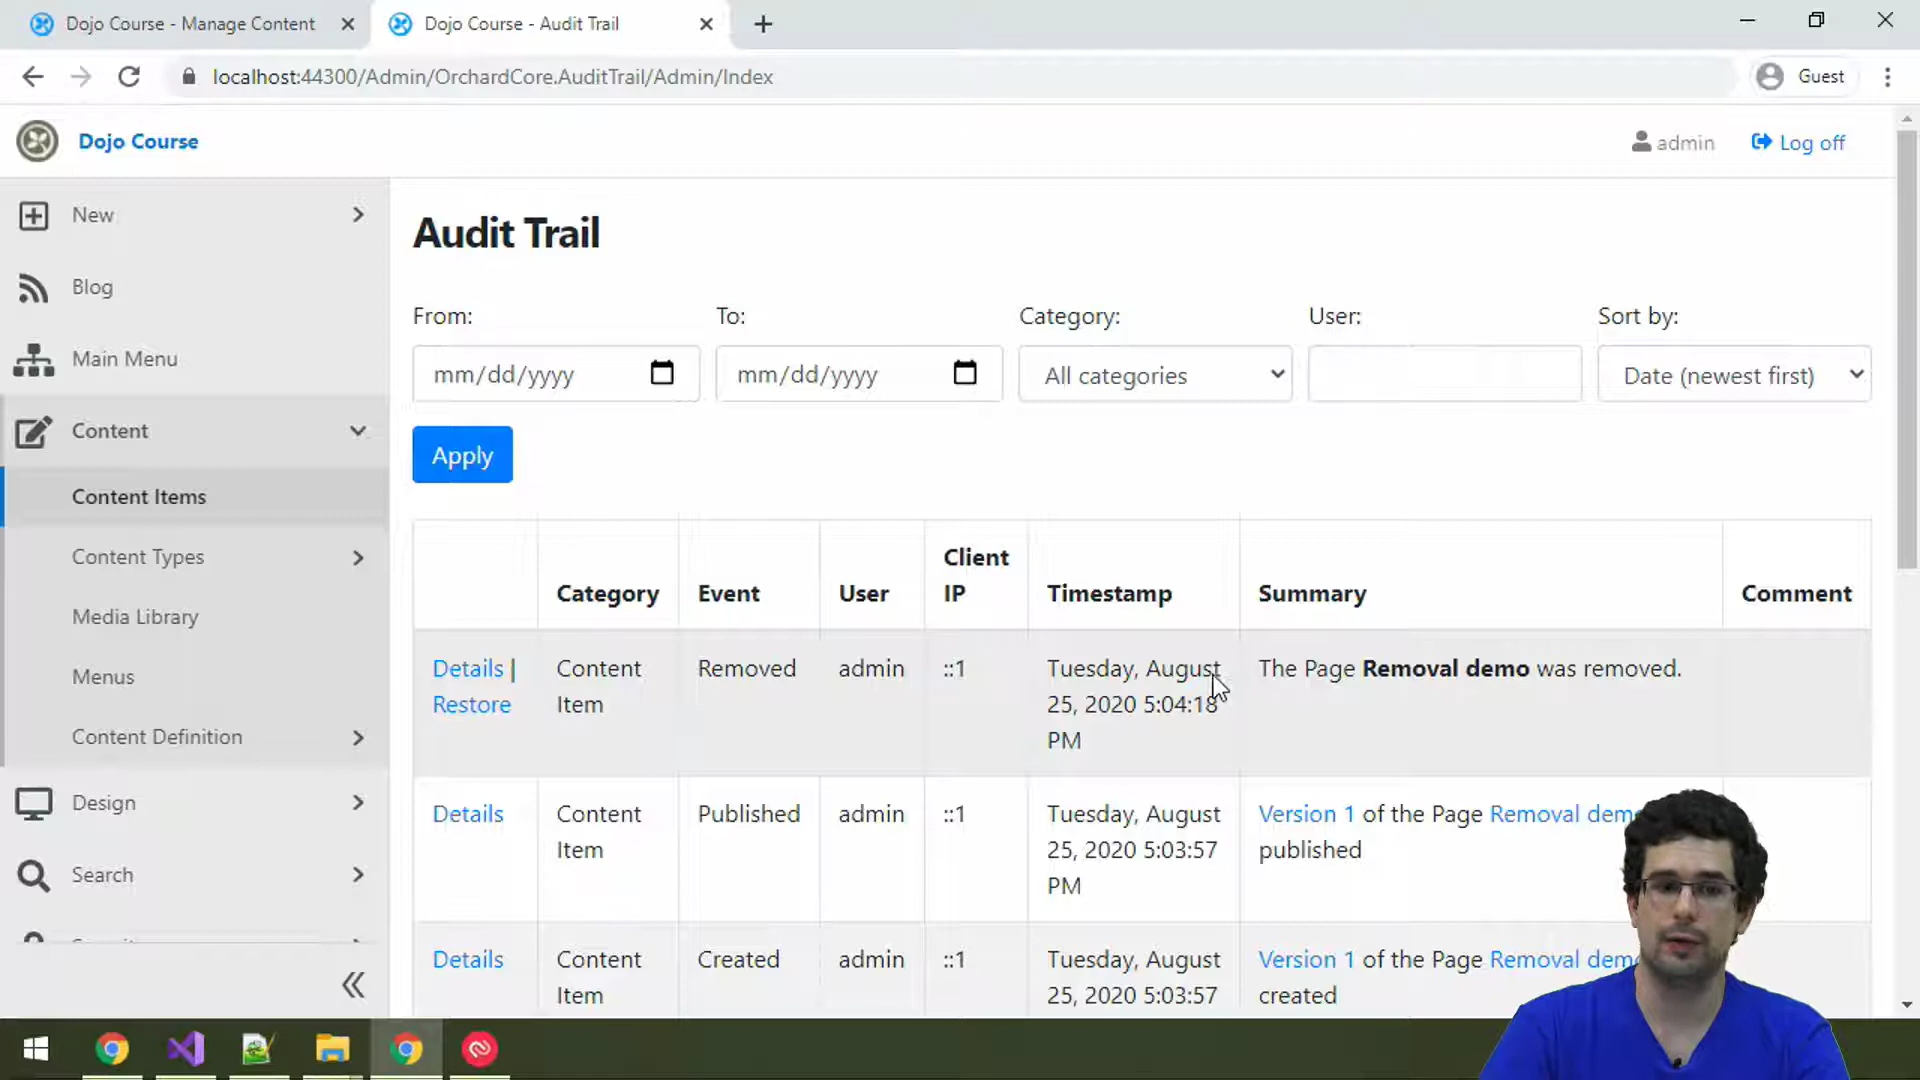 Dojo Course - Manage Content
Dojo Course - Audit Trail
localhost:44300/Admin/OrchardCore.AuditTrail/Admin/Index
Guest
Dojo Course
admin
Log off
New
Blog
Main Menu
Content
Content Items
Content Types
Media Library
Menus
Content Definition
Design
Search
Audit Trail
From:
To:
Category:
User:
Sort by:
mm/dd/yyyy
mm/dd/yyyy
All categories
Date (newest first)
Apply
Category
Event
User
Client
IP
Timestamp
Summary
Comment
Details |
Restore
Content
Item
Removed
admin
::1
Tuesday, August
25, 2020 5:04:18
PM
The Page Removal demo was removed.
Details
Content
Item
Published
admin
::1
Tuesday, August
25, 2020 5:03:57
PM
Version 1 of the Page Removal demo
published
Details
Content
Item
Created
admin
::1
Tuesday, August
25, 2020 5:03:57
Version 1 of the Page Removal demo
created